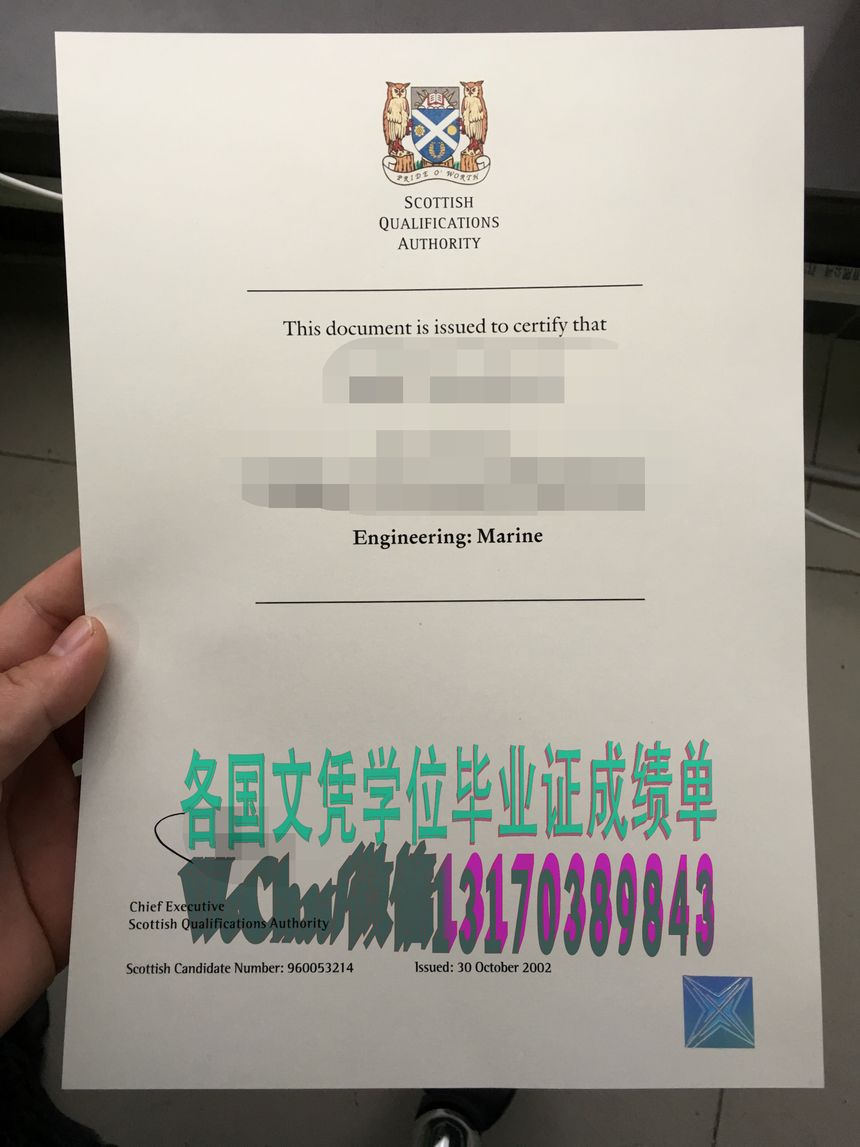 PRIDE O' WORTH
SCOTTISH
QUALIFICATIONS
AUTHORITY
This document is issued to certify that
Engineering: Marine
各国文凭学位毕业证成绩单
WeChat/微信13170389843
Chief Executive
Scottish Qualifications Authority
Scottish Candidate Number: 960053214 Issued: 30 October 2002